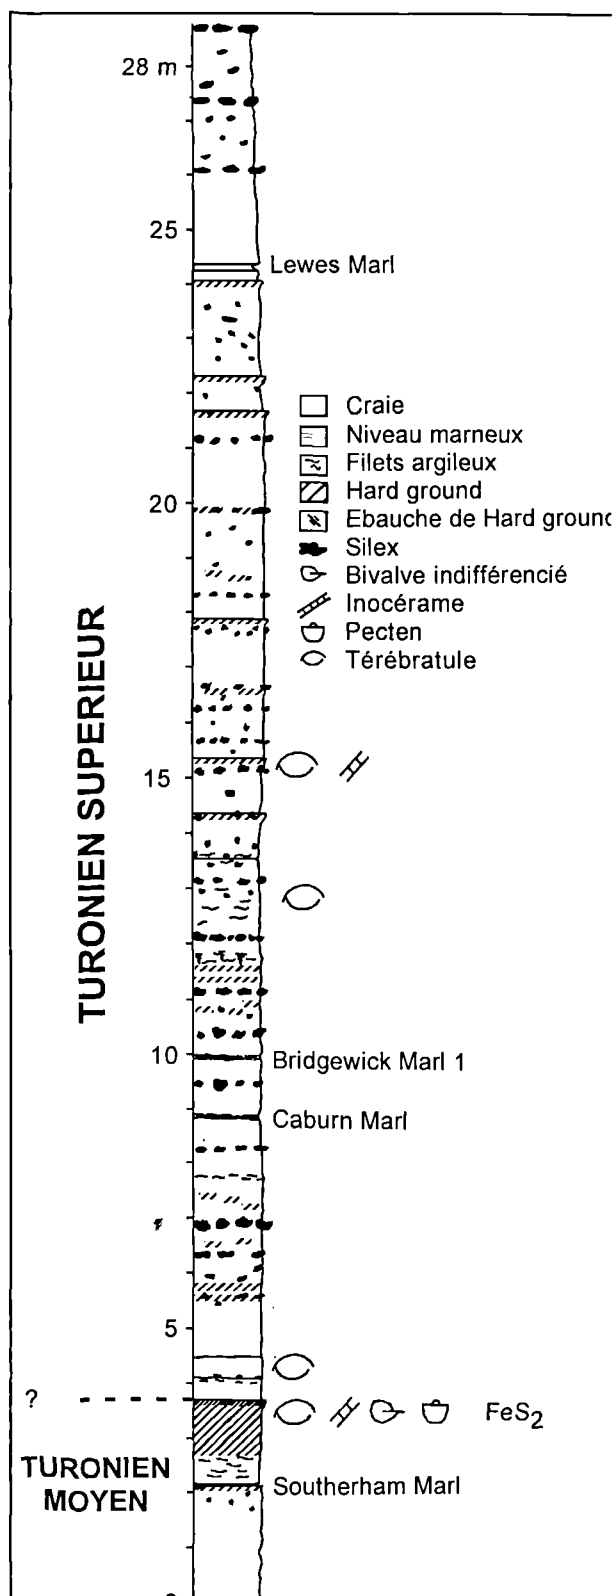 28 m
25
Lewes Marl
Craie
Niveau marneux
Filets argileux
Hard ground
Ebauche de Hard ground
Silex
Bivalve indifférencié
Inocérame
Pecten
Térébratule
20
TURONIEN SUPERIEUR
15
10
Bridgewick Marl 1
Caburn Marl
5
?
FeS2
TURONIEN
MOYEN
Southerham Marl